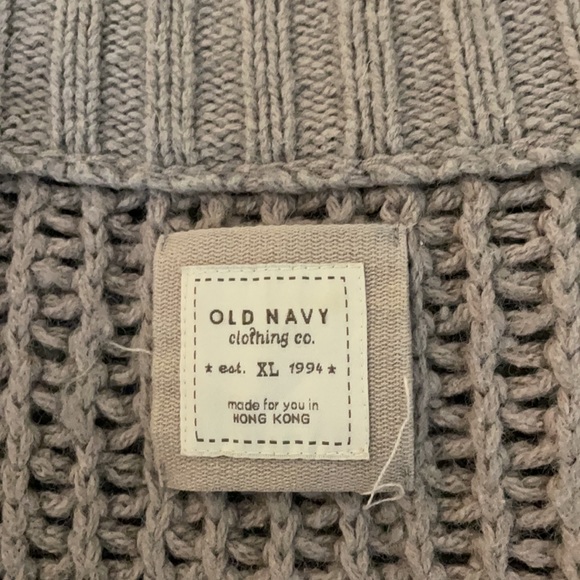 OLD NAVY
clothing co.
★ est. XL 1994 ★
made for you in
HONG KONG